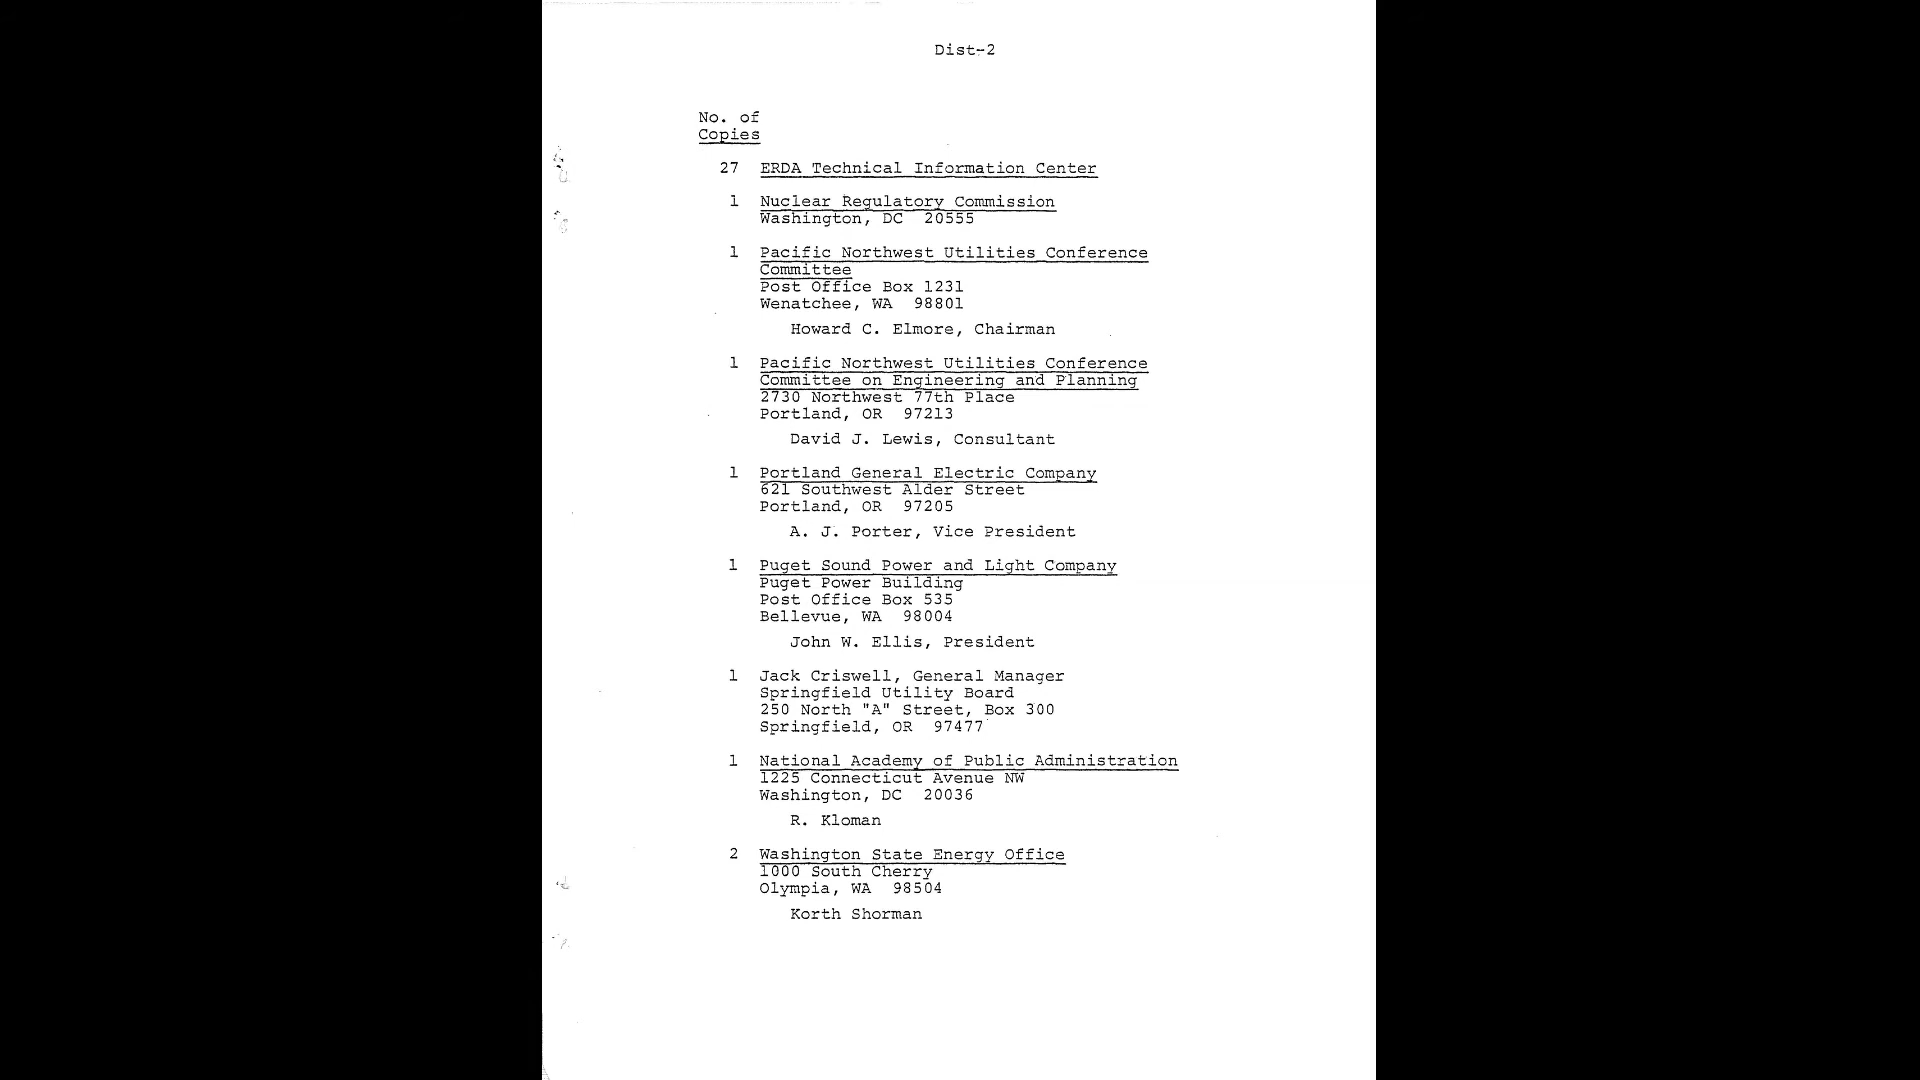 Dist-2
No. of
Copies
27 ERDA Technical Information Center
1 Nuclear Regulatory Commission
Washington, DC 20555
1 Pacific Northwest Utilities Conference
Committee
Post Office Box 1231
Wenatchee, WA 98801
Howard C. Elmore, Chairman
1 Pacific Northwest Utilities Conference
Committee on Engineering and Planning
2730 Northwest 77th Place
Portland, OR 97213
David J. Lewis, Consultant
1 Portland General Electric Company
621 Southwest Alder Street
Portland, OR 97205
A. J. Porter, Vice President
1 Puget Sound Power and Light Company
Puget Power Building
Post Office Box 535
Bellevue, WA 98004
John W. Ellis, President
1 Jack Criswell, General Manager
Springfield Utility Board
250 North "A" Street, Box 300
Springfield, OR 97477
1 National Academy of Public Administration
1225 Connecticut Avenue NW
Washington, DC 20036
R. Kloman
2 Washington State Energy Office
1000 South Cherry
Olympia, WA 98504
Korth Shorman